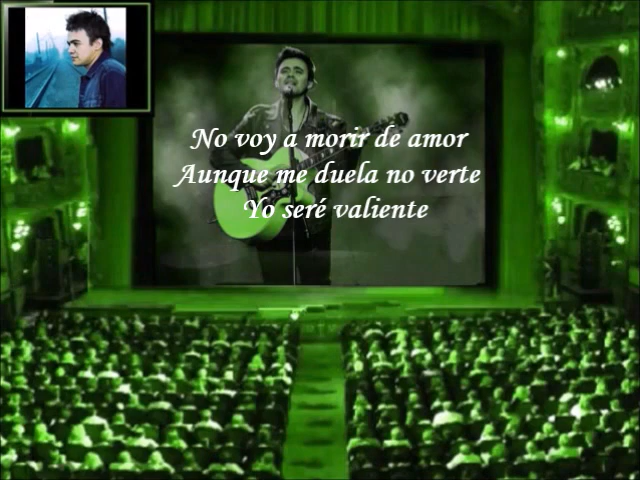 No voy a morir de amor
Aunque me duela no verte
Yo seré valiente